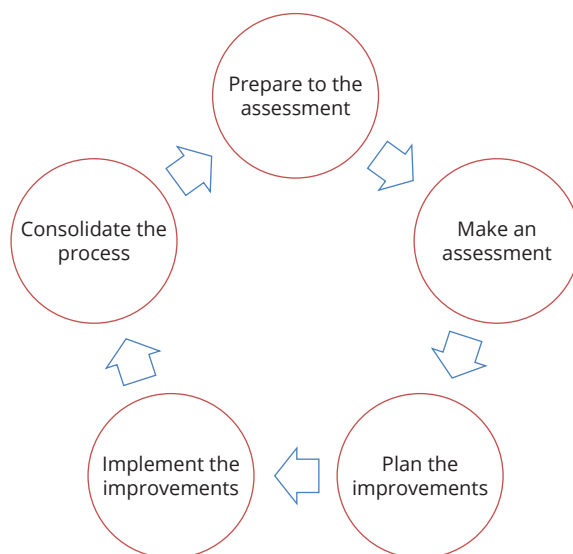 Prepare to the
assessment
Make an
assessment
Plan the
improvements
Implement the
improvements
Consolidate the
process